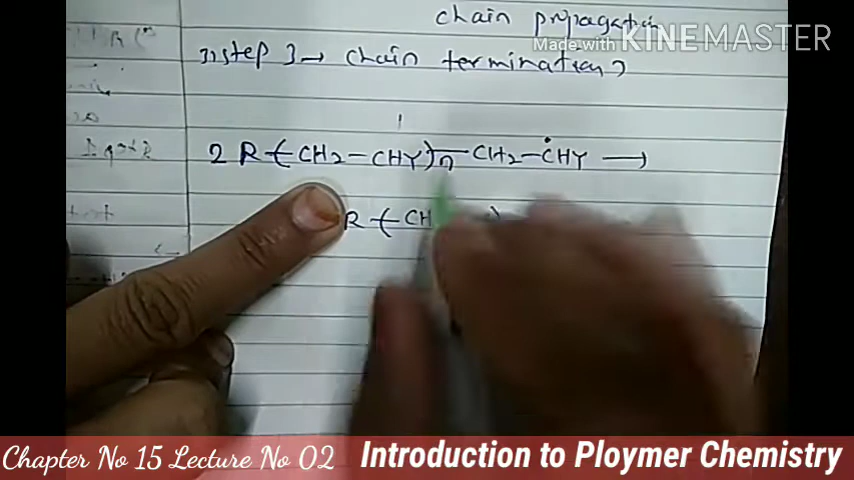 chain propagation
Made with KINEMASTER
Step 3 → chain termination
2 R-(CH2-CHY)n-CH2-ĊHY →
R-(CH
Chapter No 15 Lecture No 02 Introduction to Ploymer Chemistry